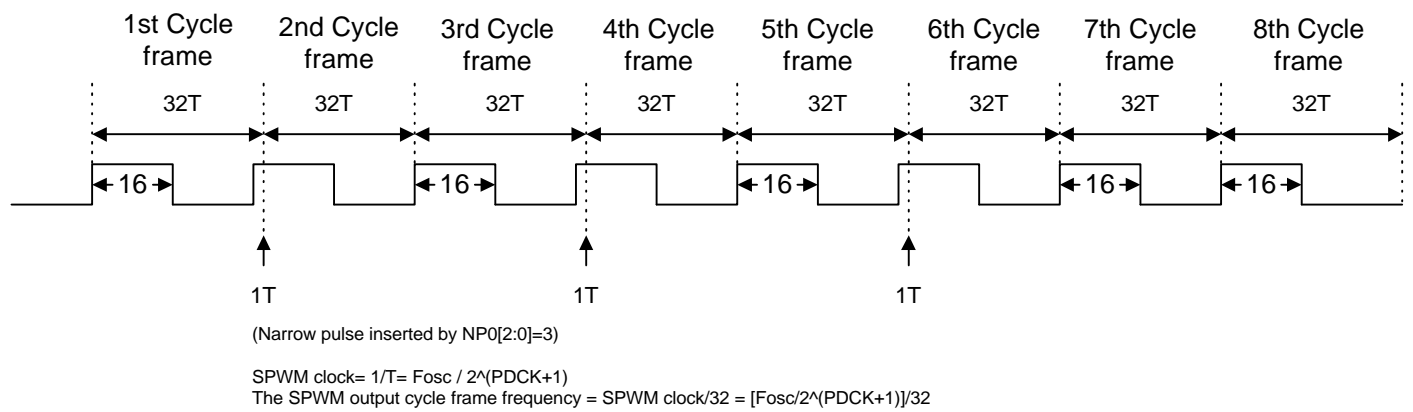 1st Cycle frame
2nd Cycle frame
3rd Cycle frame
4th Cycle frame
5th Cycle frame
6th Cycle frame
7th Cycle frame
8th Cycle frame
32T 32T 32T 32T 32T 32T 32T 32T
16 16 16 16 16
1T 1T 1T
(Narrow pulse inserted by NP0[2:0]=3)
SPWM clock= 1/T= Fosc / 2^(PDCK+1)
The SPWM output cycle frame frequency = SPWM clock/32 = [Fosc/2^(PDCK+1)]/32